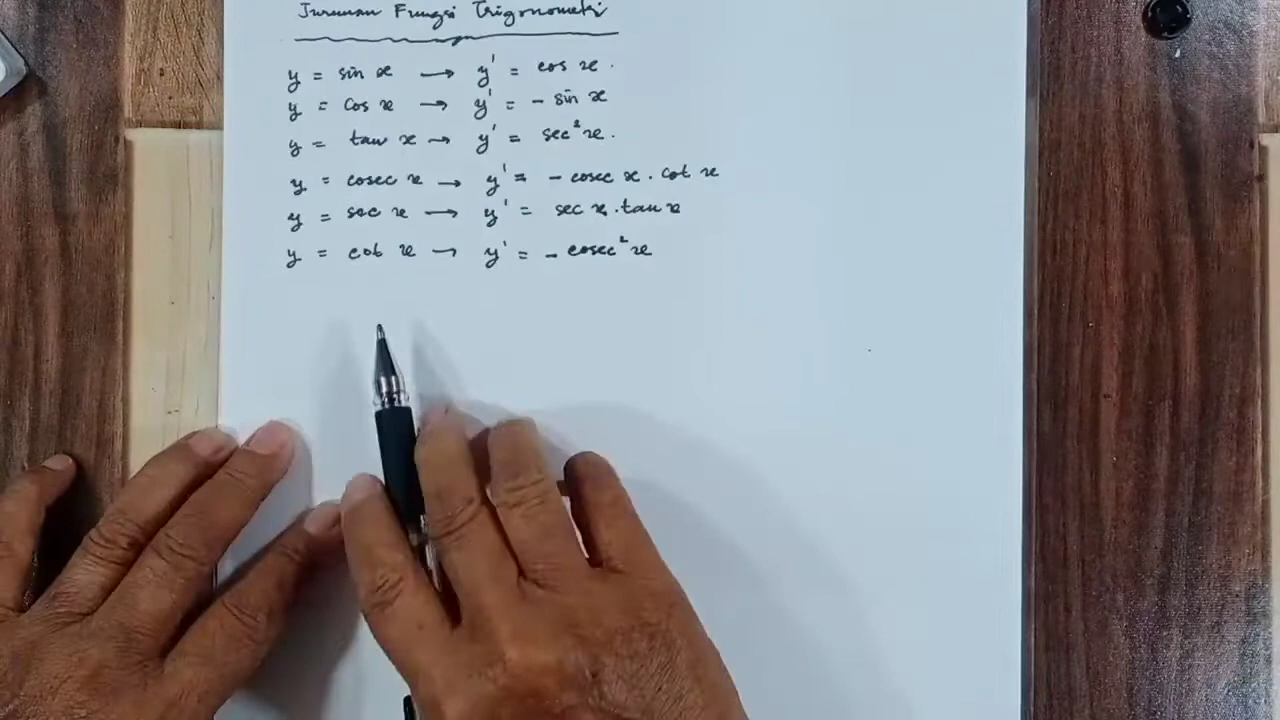 Turunan Fungsi Trigonometri
y = sin x → y' = cos x.
y = cos x → y' = - sin x
y = tan x → y' = sec²x.
y = cosec x → y' = - cosec x . cot x
y = sec x → y' = sec x . tan x
y = cot x → y' = - cosec²x